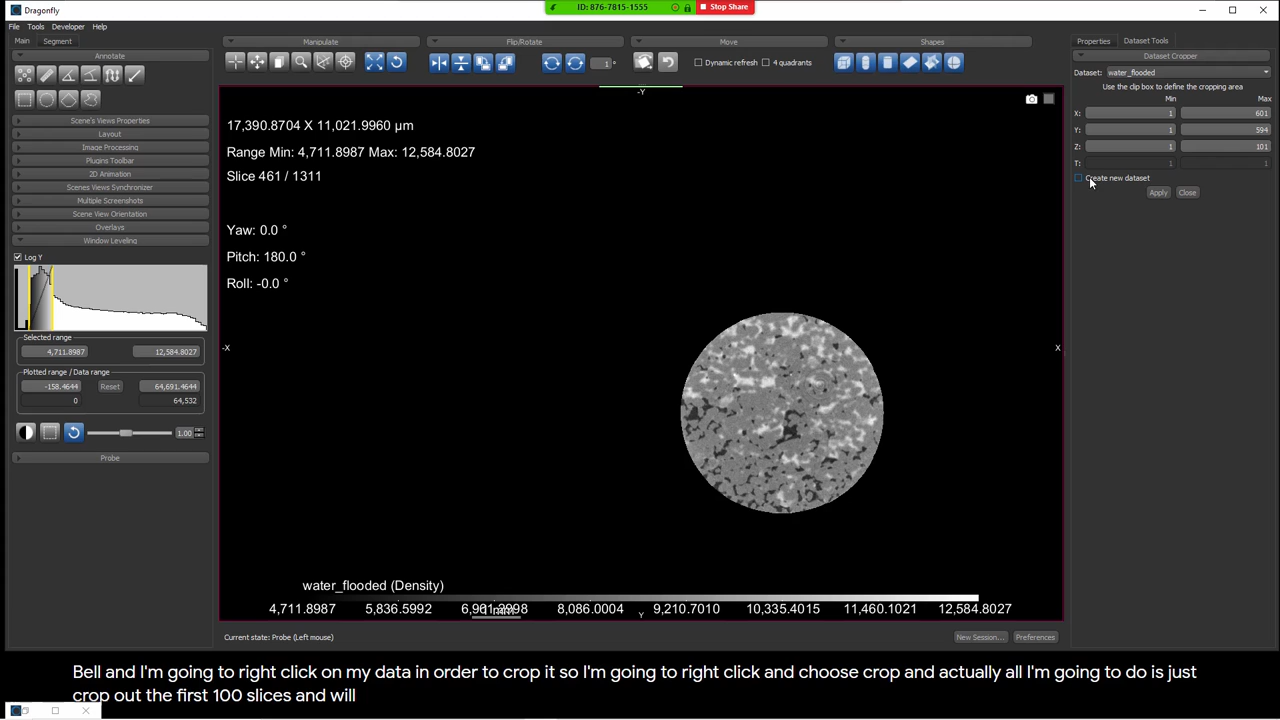 Dragonfly
ID: 876-7815-1555
Stop Share
File Tools Developer Help
Main Segment
Manipulate
Flip/Rotate
Move
Shapes
Properties Dataset Tools
Annotate
1 °
Dynamic refresh 4 quadrants
Dataset Cropper
Dataset: water_flooded
Use the clip box to define the cropping area
Min Max
X: 1 601
Y: 1 594
Z: 1 101
T: 1 1
Create new dataset
Apply Close
Scene's Views Properties
Layout
Image Processing
Plugins Toolbar
2D Animation
Scenes Views Synchronizer
Multiple Screenshots
Scene View Orientation
Overlays
Window Leveling
Log Y
Selected range
4,711.8987 12,584.8027
Plotted range / Data range
-158.4644 Reset 64,691.4644
0 64,532
1.00
Probe
-Y
17,390.8704 X 11,021.9960 µm
Range Min: 4,711.8987 Max: 12,584.8027
Slice 461 / 1311
Yaw: 0.0 °
Pitch: 180.0 °
Roll: -0.0 °
-X
X
water_flooded (Density)
4,711.8987 5,836.5992 6,961.2998 8,086.0004 9,210.7010 10,335.4015 11,460.1021 12,584.8027
1 mm
Y
Current state: Probe (Left mouse)
New Session... Preferences
Bell and I'm going to right click on my data in order to crop it so I'm going to right click and choose crop and actually all I'm going to do is just
crop out the first 100 slices and will